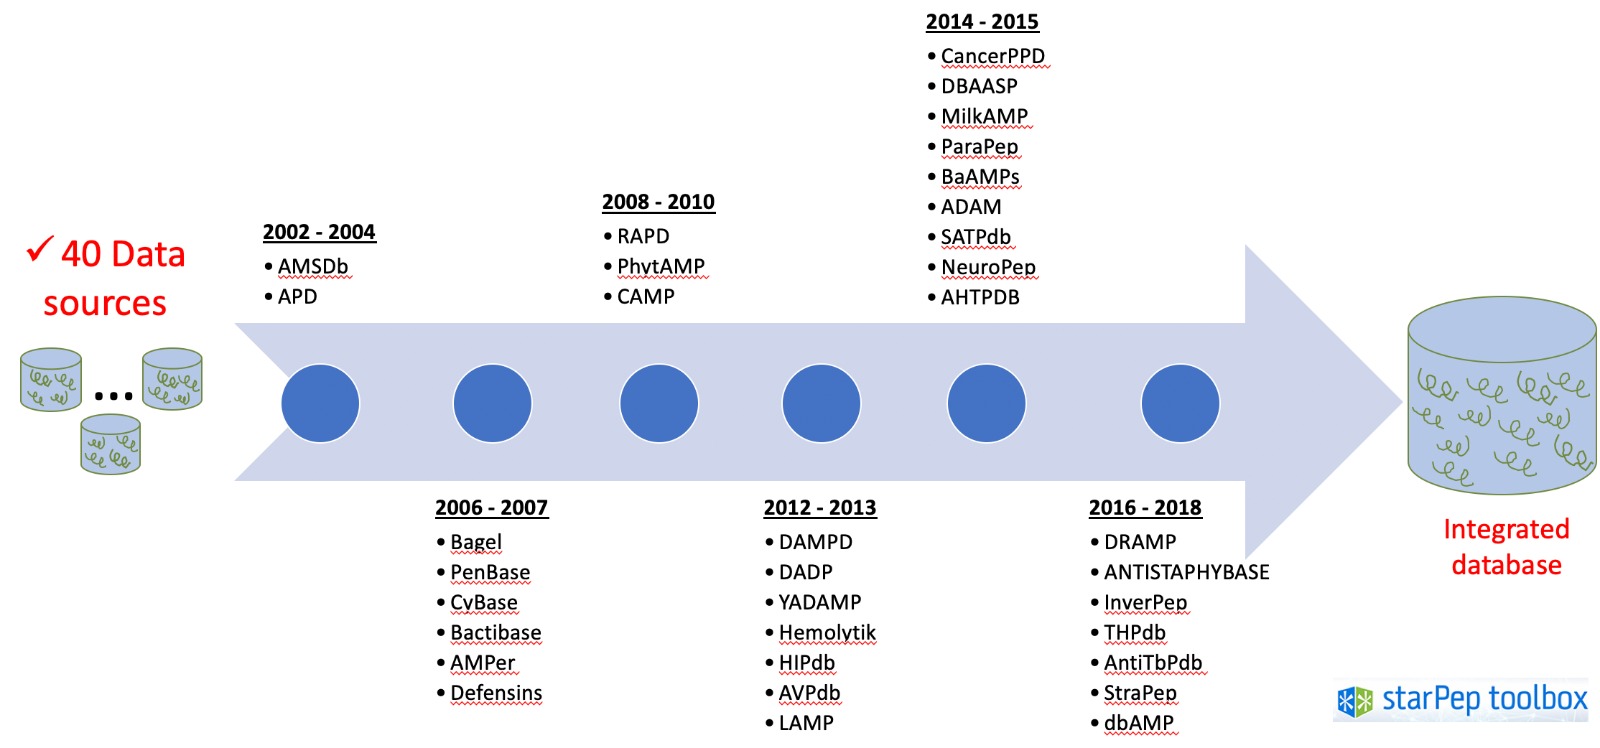 ✓ 40 Data
sources
2002 - 2004
• AMSDb
• APD
2006 - 2007
• Bagel
• PenBase
• CyBase
• Bactibase
• AMPer
• Defensins
2008 - 2010
• RAPD
• PhytAMP
• CAMP
2012 - 2013
• DAMPD
• DADP
• YADAMP
• Hemolytik
• HIPdb
• AVPdb
• LAMP
2014 - 2015
• CancerPPD
• DBAASP
• MilkAMP
• ParaPep
• BaAMPs
• ADAM
• SATPdb
• NeuroPep
• AHTPDB
2016 - 2018
• DRAMP
• ANTISTAPHYBASE
• InverPep
• THPdb
• AntiTbPdb
• StraPep
• dbAMP
Integrated
database
starPep toolbox